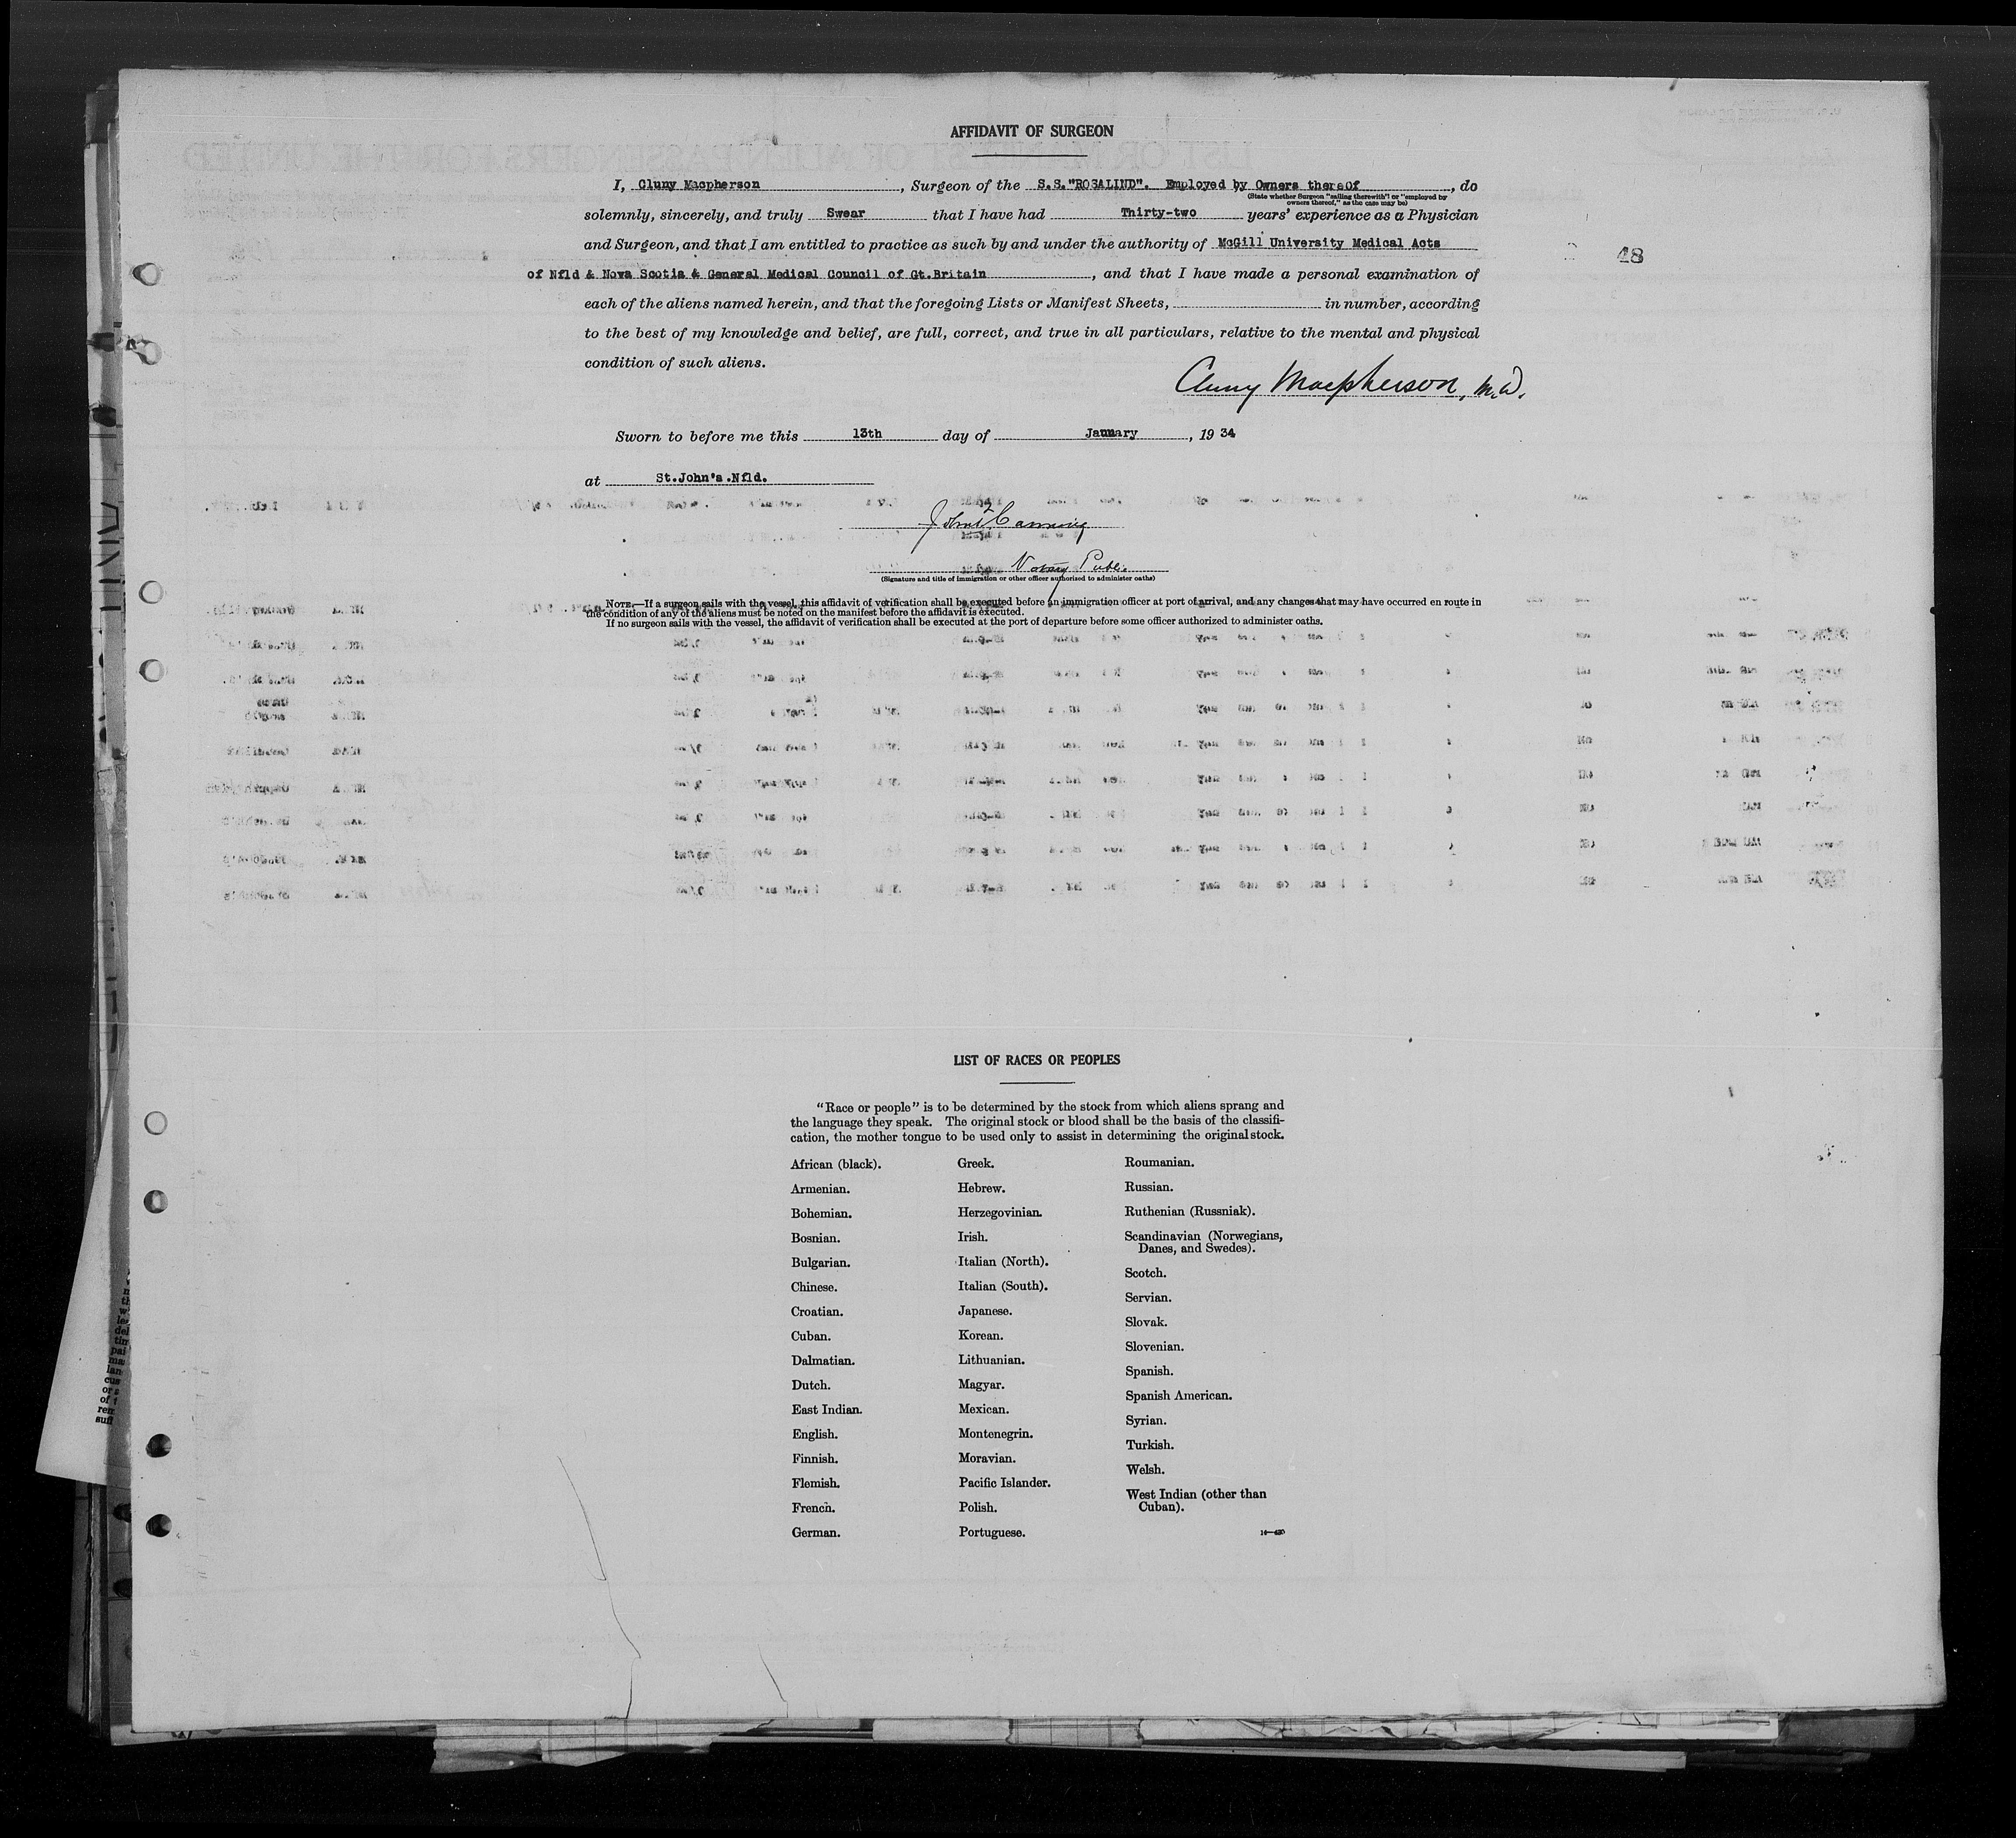 AFFIDAVIT OF SURGEON
I, Cluny Macpherson, Surgeon of the S.S."ROSALIND". Employed by Owners thereof, do
(State whether Surgeon "sailing therewith" or "employed by
owners thereof," as the case may be)
solemnly, sincerely, and truly Swear that I have had Thirty-two years' experience as a Physician
and Surgeon, and that I am entitled to practice as such by and under the authority of McGill University Medical Acts
48
of Nfld & Nova Scotia & General Medical Council of Gt.Britain, and that I have made a personal examination of
each of the aliens named herein, and that the foregoing Lists or Manifest Sheets, in number, according
to the best of my knowledge and belief, are full, correct, and true in all particulars, relative to the mental and physical
condition of such aliens.
Cluny Macpherson, M.D.
Sworn to before me this 13th day of January, 19 34
at St.John's.Nfld.
John Canning
Notary Public
(Signature and title of immigration or other officer authorized to administer oaths)
NOTE.—If a surgeon sails with the vessel, this affidavit of verification shall be executed before an immigration officer at port of arrival, and any changes that may have occurred en route in
the condition of any of the aliens must be noted on the manifest before the affidavit is executed.
If no surgeon sails with the vessel, the affidavit of verification shall be executed at the port of departure before some officer authorized to administer oaths.
LIST OF RACES OR PEOPLES
"Race or people" is to be determined by the stock from which aliens sprang and
the language they speak. The original stock or blood shall be the basis of the classifi-
cation, the mother tongue to be used only to assist in determining the original stock.
African (black).
Armenian.
Bohemian.
Bosnian.
Bulgarian.
Chinese.
Croatian.
Cuban.
Dalmatian.
Dutch.
East Indian.
English.
Finnish.
Flemish.
French.
German.
Greek.
Hebrew.
Herzegovinian.
Irish.
Italian (North).
Italian (South).
Japanese.
Korean.
Lithuanian.
Magyar.
Mexican.
Montenegrin.
Moravian.
Pacific Islander.
Polish.
Portuguese.
Roumanian.
Russian.
Ruthenian (Russniak).
Scandinavian (Norwegians,
Danes, and Swedes).
Scotch.
Servian.
Slovak.
Slovenian.
Spanish.
Spanish American.
Syrian.
Turkish.
Welsh.
West Indian (other than
Cuban).